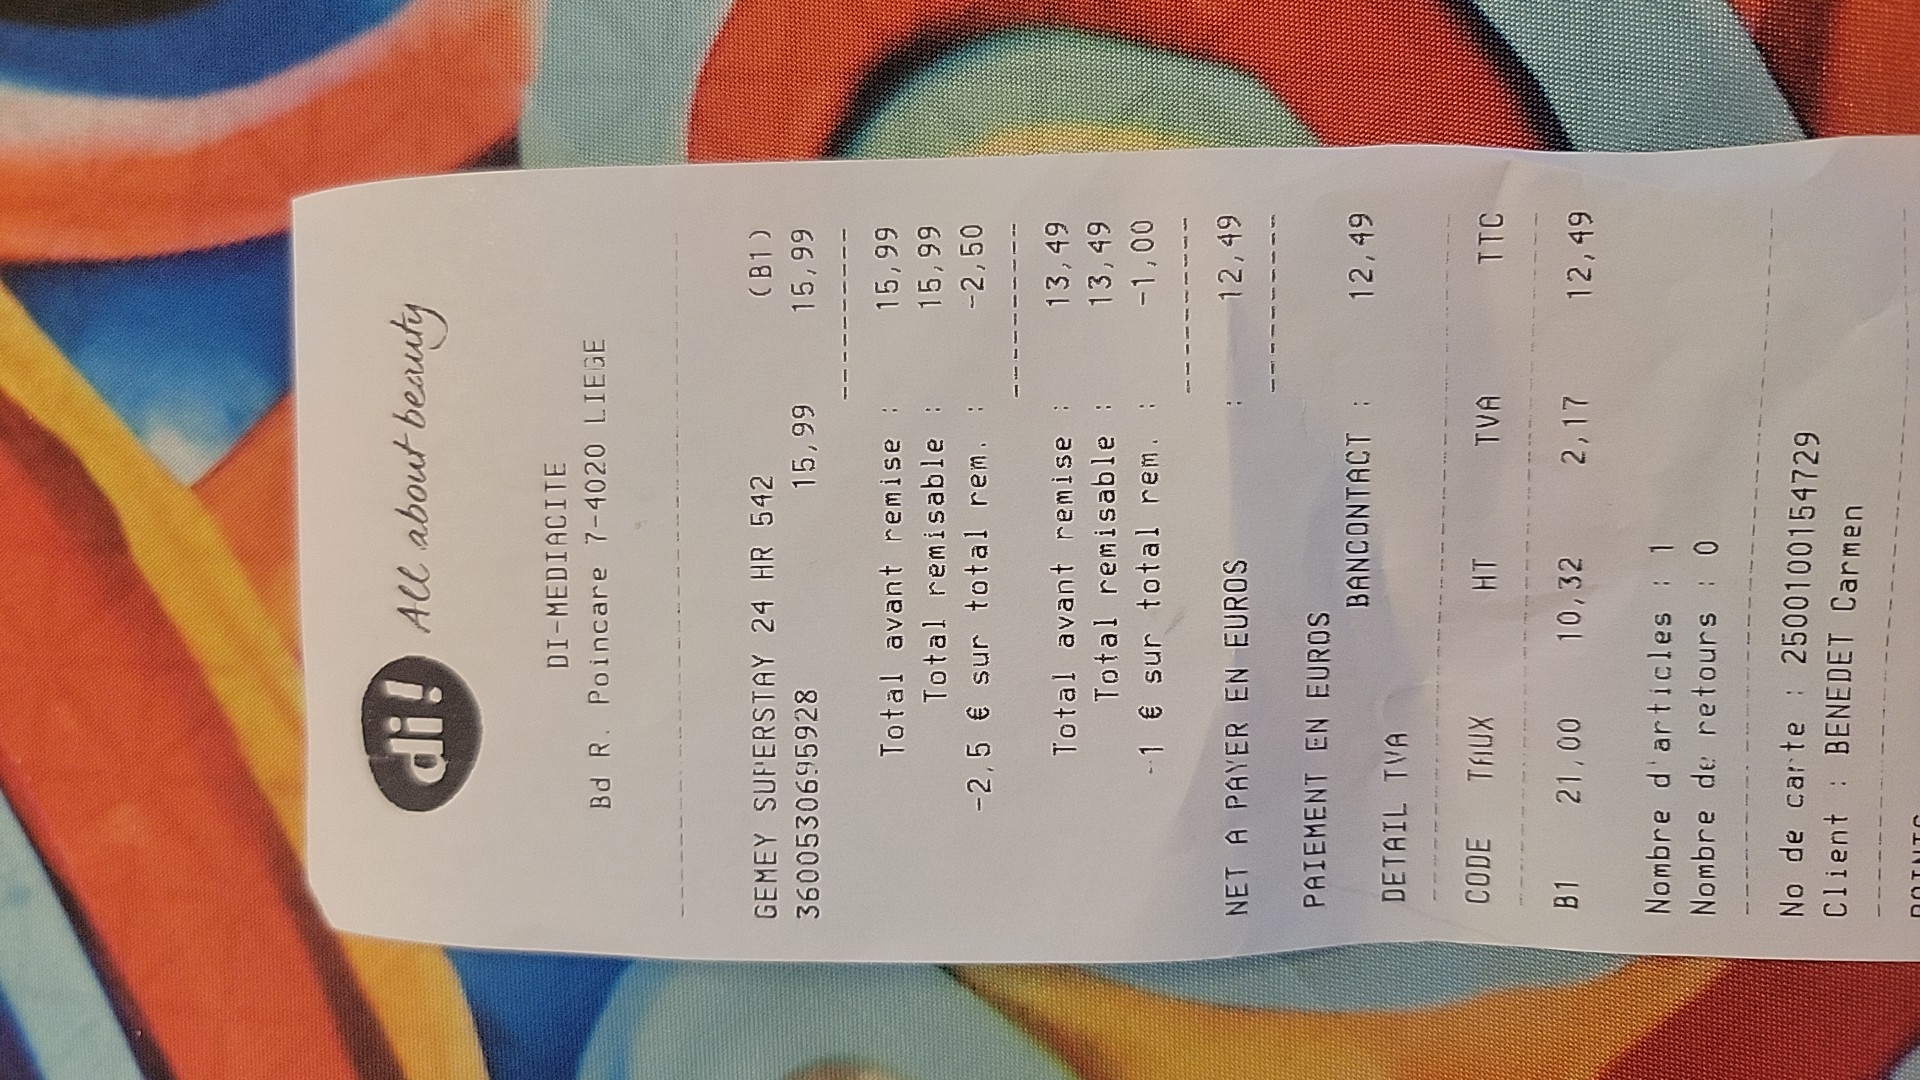 di! All about beauty
DI-MEDIACITE
Bd R. Poincare 7-4020 LIEGE
GEMEY SUPERSTAY 24 HR 542 (B1)
3600530695928 15,99 15,99
Total avant remise : 15,99
Total remisable : 15,99
-2,5 € sur total rem. : -2,50
Total avant remise : 13,49
Total remisable : 13,49
-1 € sur total rem. : -1,00
NET A PAYER EN EUROS : 12,49
PAIEMENT EN EUROS
BANCONTACT : 12,49
DETAIL TVA
CODE TAUX HT TVA TTC
B1 21,00 10,32 2,17 12,49
Nombre d'articles : 1
Nombre de retours : 0
No de carte : 2500100154729
Client : BENEDET Carmen